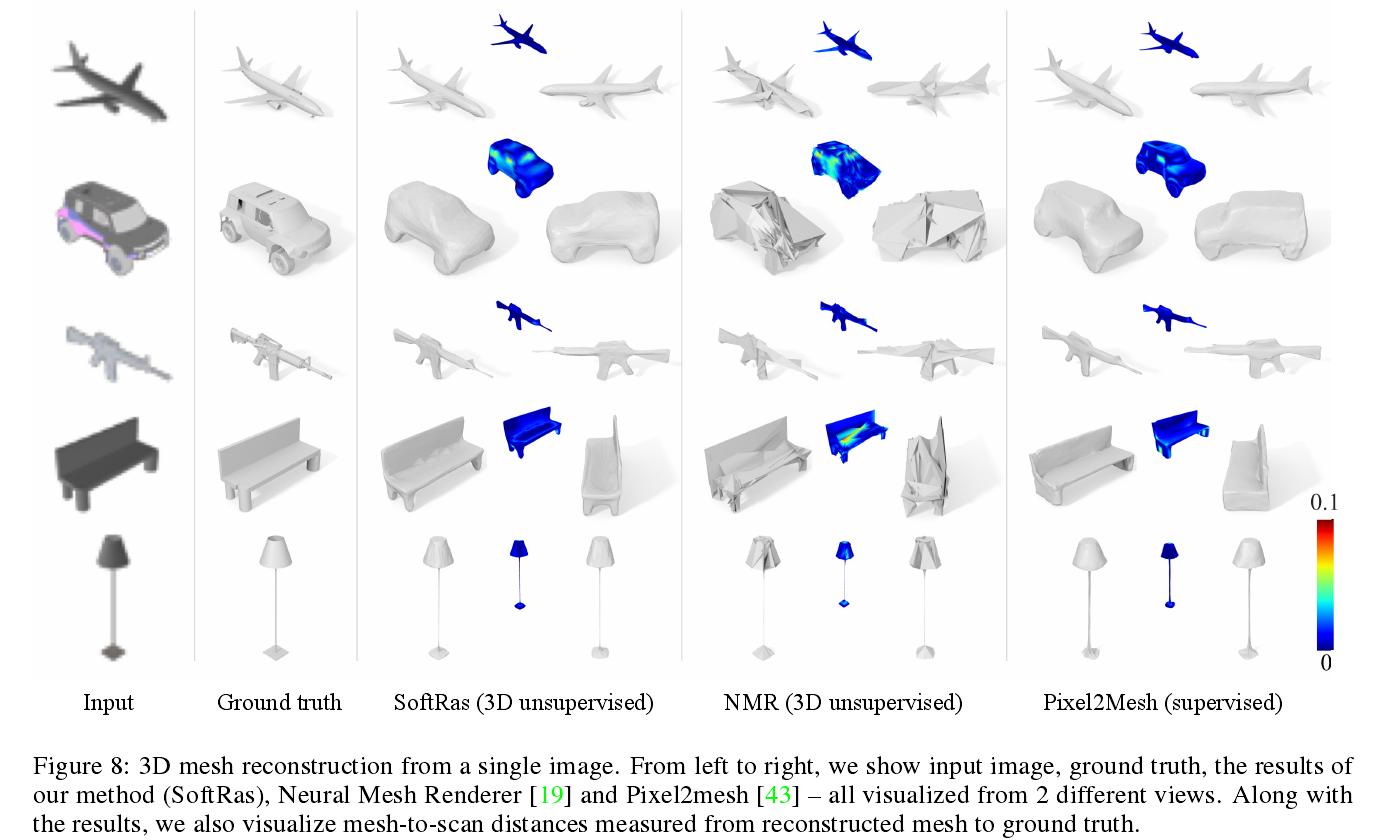 0.1
0
Input
Ground truth
SoftRas (3D unsupervised)
NMR (3D unsupervised)
Pixel2Mesh (supervised)
Figure 8: 3D mesh reconstruction from a single image. From left to right, we show input image, ground truth, the results of
our method (SoftRas), Neural Mesh Renderer [19] and Pixel2mesh [43] – all visualized from 2 different views. Along with
the results, we also visualize mesh-to-scan distances measured from reconstructed mesh to ground truth.